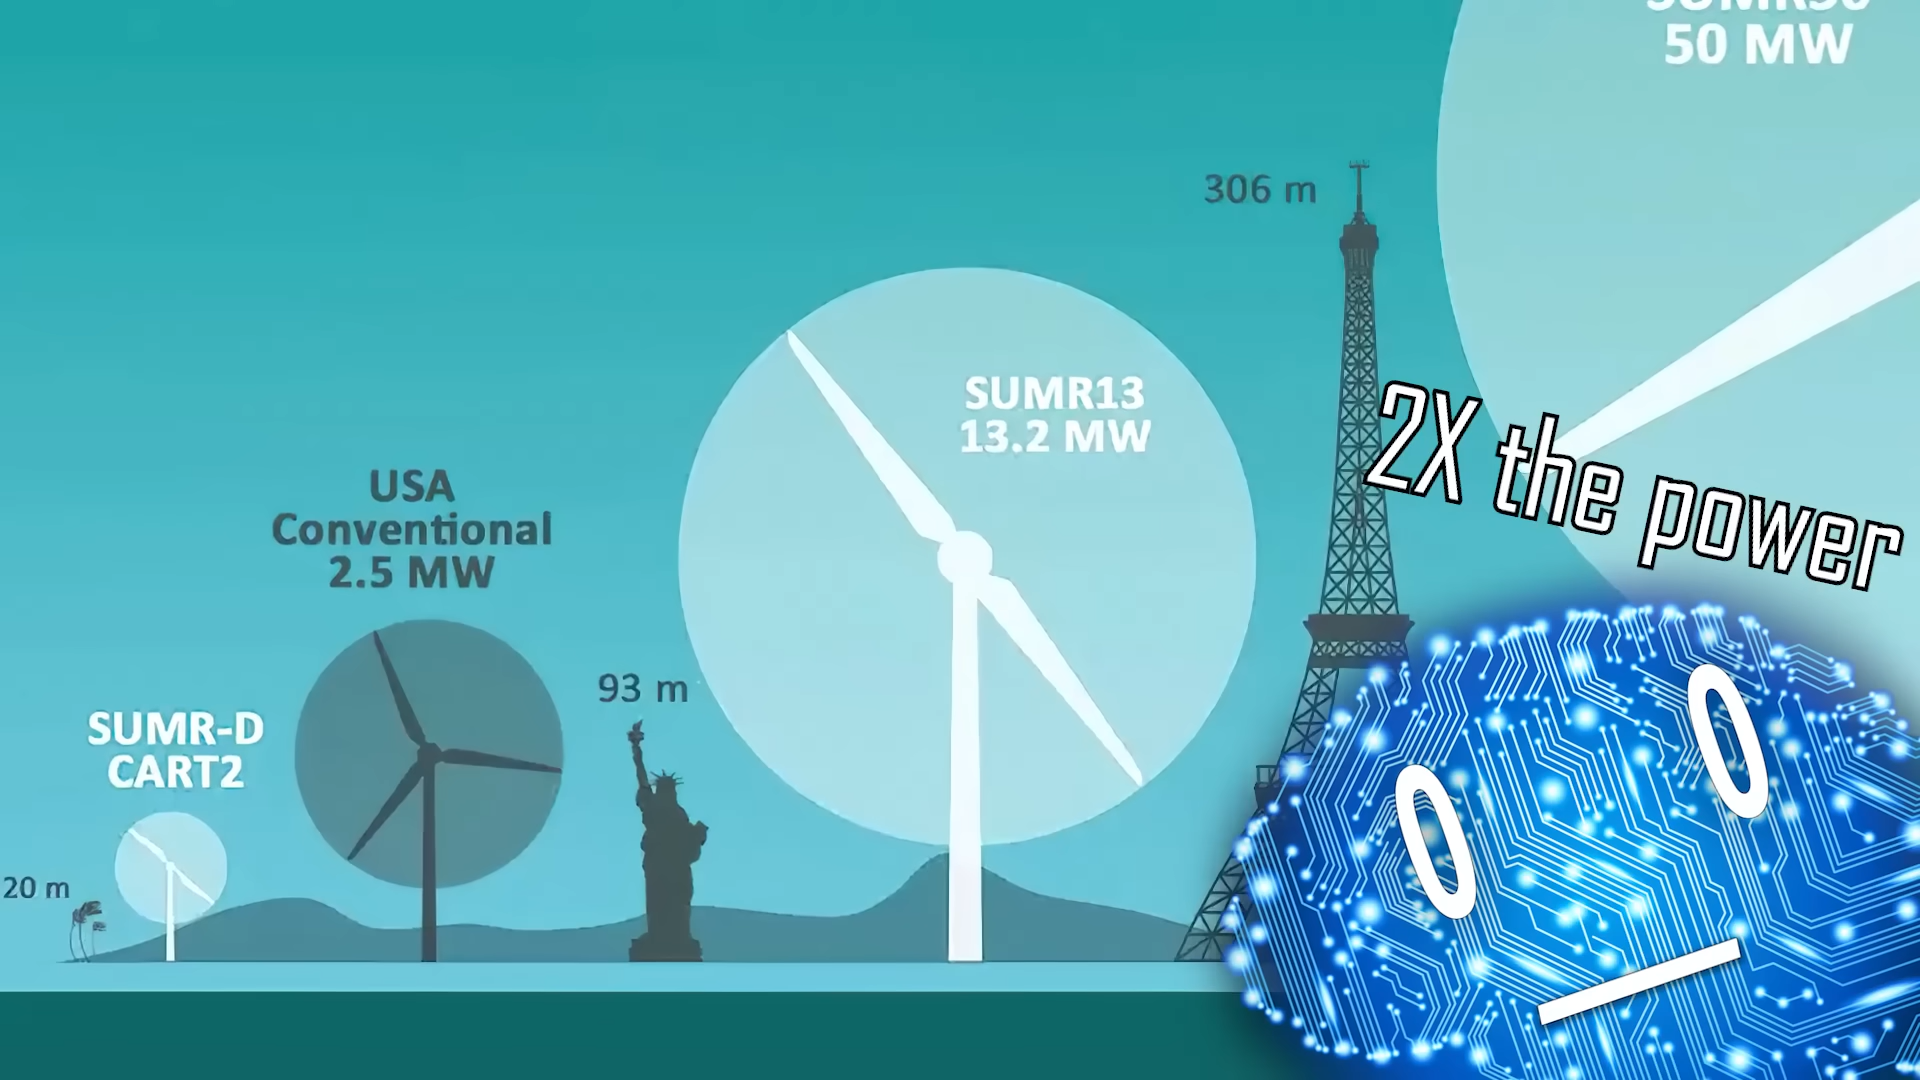 SUMR50
50 MW
306 m
SUMR13
13.2 MW
2X the power
USA
Conventional
2.5 MW
93 m
SUMR-D
CART2
20 m